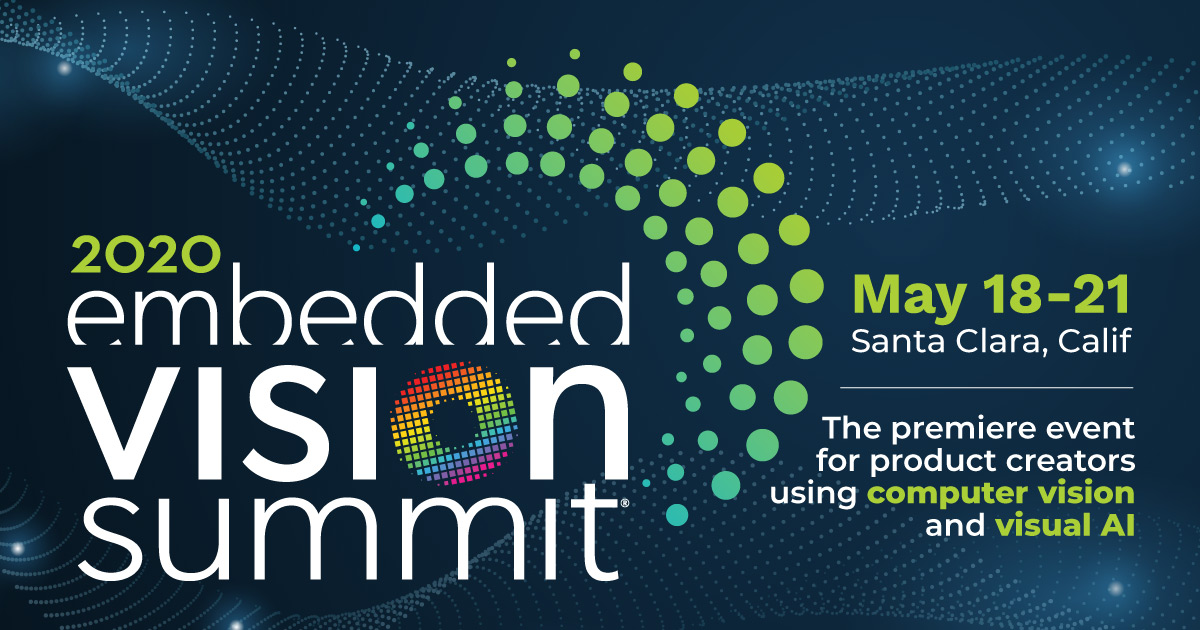 2020
embedded
vision
summit®
May 18-21
Santa Clara, Calif
The premiere event
for product creators
using computer vision
and visual AI